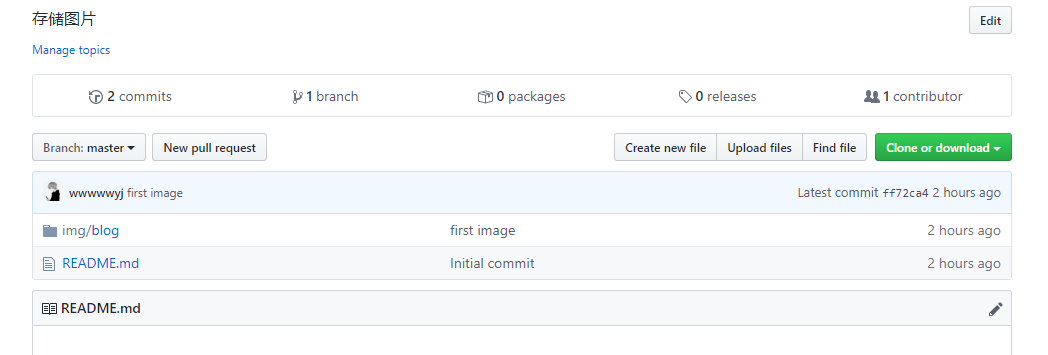 存储图片
Edit
Manage topics
2 commits
1 branch
0 packages
0 releases
1 contributor
Branch: master
New pull request
Create new file
Upload files
Find file
Clone or download
wwwwwyj first image
Latest commit ff72ca4 2 hours ago
img/blog
first image
2 hours ago
README.md
Initial commit
2 hours ago
README.md